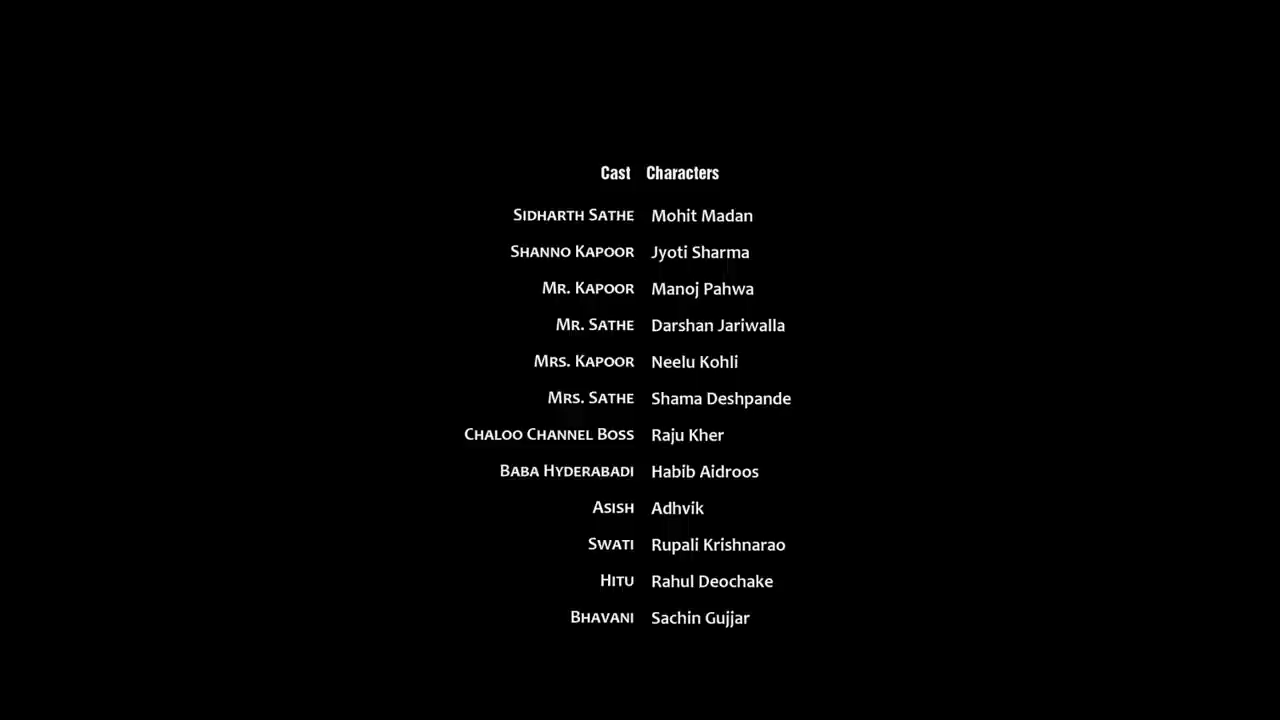 Cast Characters
Sidharth Sathe Mohit Madan
Shanno Kapoor Jyoti Sharma
Mr. Kapoor Manoj Pahwa
Mr. Sathe Darshan Jariwalla
Mrs. Kapoor Neelu Kohli
Mrs. Sathe Shama Deshpande
Chaloo Channel Boss Raju Kher
Baba Hyderabadi Habib Aidroos
Asish Adhvik
Swati Rupali Krishnarao
Hitu Rahul Deochake
Bhavani Sachin Gujjar